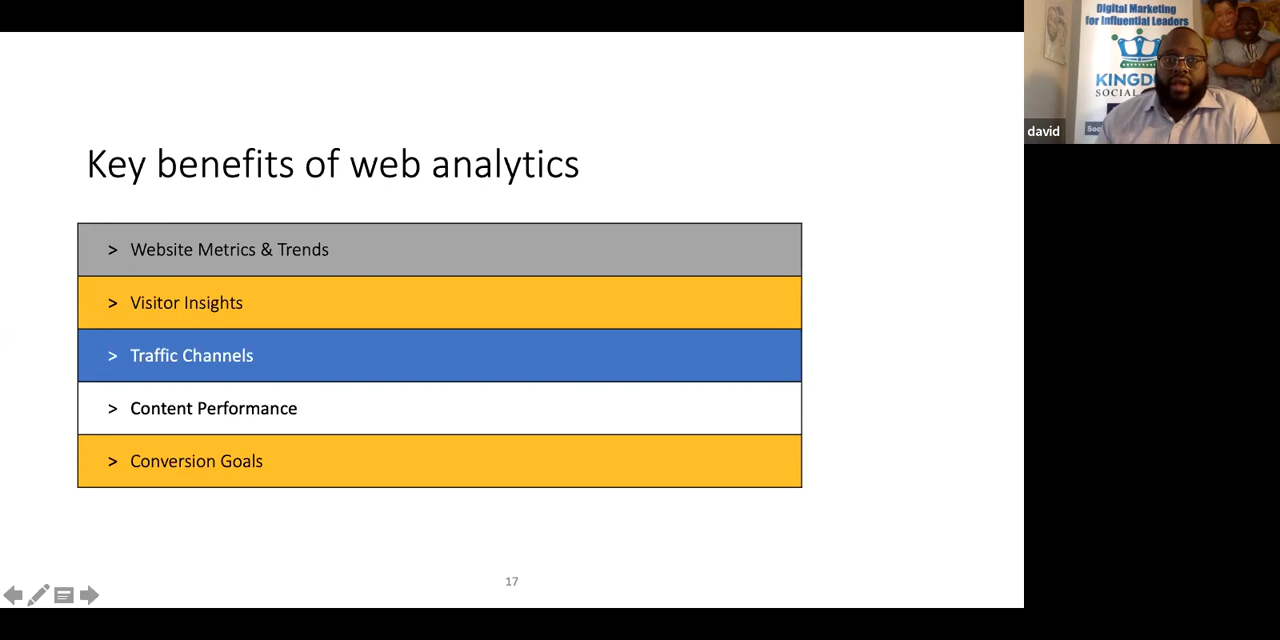 Key benefits of web analytics
> Website Metrics & Trends
> Visitor Insights
> Traffic Channels
> Content Performance
> Conversion Goals
17
Digital Marketing
for Influential Leaders
SOCIAL
david